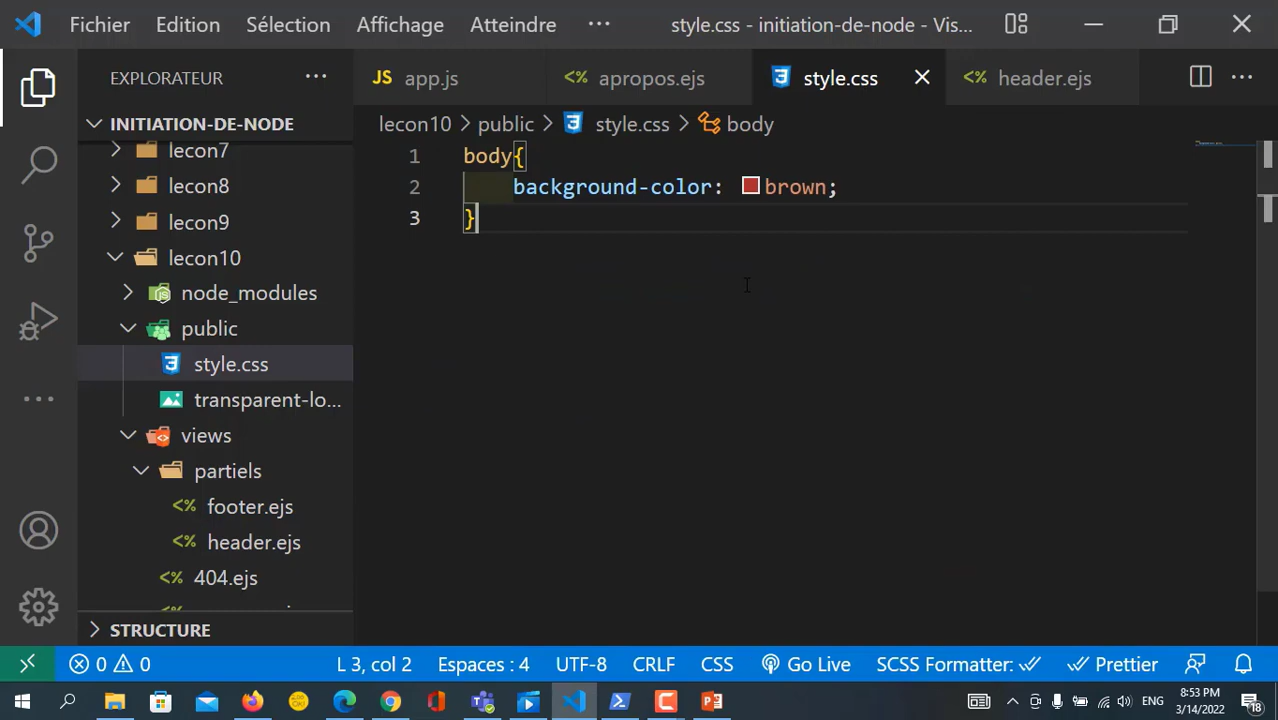 Fichier Edition Sélection Affichage Atteindre ··· style.css - initiation-de-node - Vis...
EXPLORATEUR ···
JS app.js <% apropos.ejs style.css <% header.ejs ···
INITIATION-DE-NODE
lecon10 > public > style.css > body
lecon7
lecon8
lecon9
lecon10
node_modules
public
style.css
transparent-lo...
views
partiels
<% footer.ejs
<% header.ejs
<% 404.ejs
STRUCTURE
1 body{
2 background-color: brown;
3 }
0 0 L 3, col 2 Espaces : 4 UTF-8 CRLF CSS Go Live SCSS Formatter: Prettier
ENG 8:53 PM
3/14/2022 18